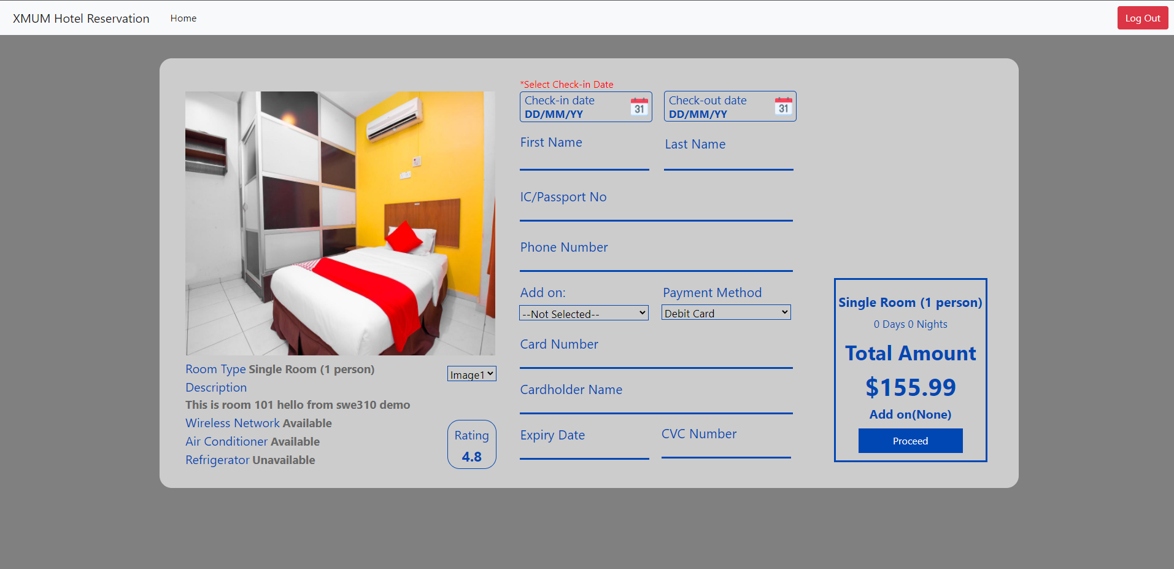 XMUM Hotel Reservation Home Log Out
*Select Check-in Date
Check-in date
DD/MM/YY
31
Check-out date
DD/MM/YY
31
First Name
Last Name
IC/Passport No
Phone Number
Add on:
--Not Selected--
Payment Method
Debit Card
Card Number
Cardholder Name
Expiry Date
CVC Number
Room Type Single Room (1 person)
Image1
Description
This is room 101 hello from swe310 demo
Wireless Network Available
Air Conditioner Available
Refrigerator Unavailable
Rating
4.8
Single Room (1 person)
0 Days 0 Nights
Total Amount
$155.99
Add on(None)
Proceed